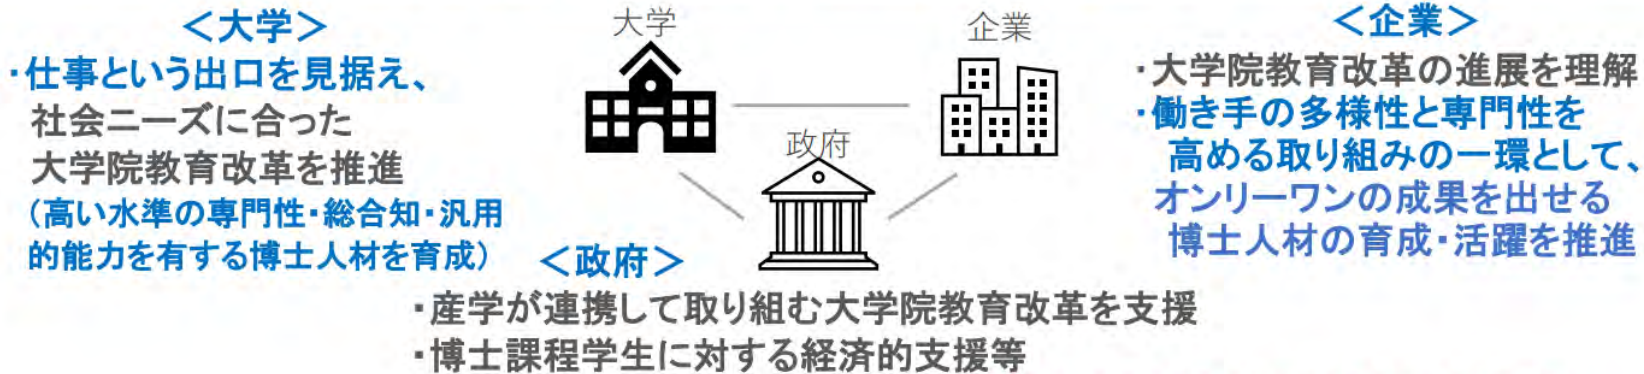 ＜大学＞
・仕事という出口を見据え、
社会ニーズに合った
大学院教育改革を推進
（高い水準の専門性・総合知・汎用
的能力を有する博士人材を育成）
大学
企業
政府
＜企業＞
・大学院教育改革の進展を理解
・働き手の多様性と専門性を
高める取り組みの一環として、
オンリーワンの成果を出せる
博士人材の育成・活躍を推進
＜政府＞
・産学が連携して取り組む大学院教育改革を支援
・博士課程学生に対する経済的支援等